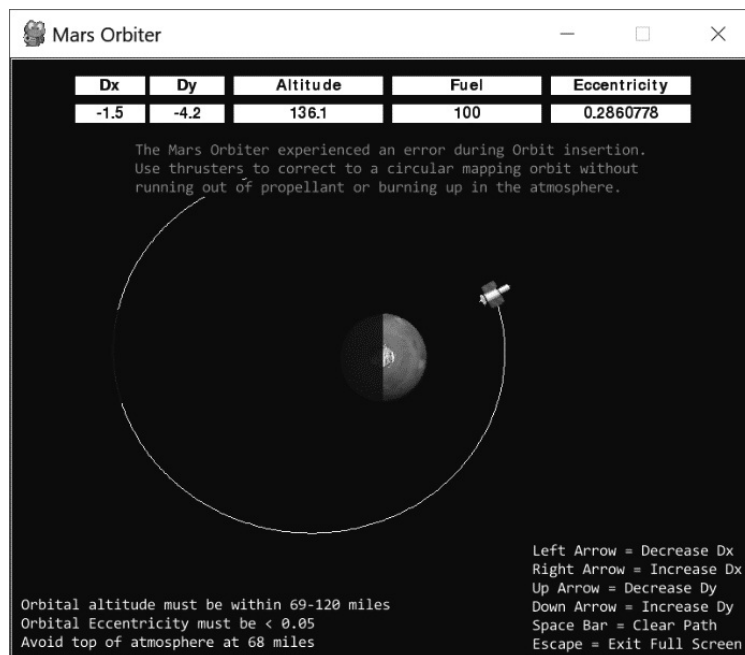 Mars Orbiter
Dx Dy Altitude Fuel Eccentricity
-1.5 -4.2 136.1 100 0.2860778
The Mars Orbiter experienced an error during Orbit insertion.
Use thrusters to correct to a circular mapping orbit without
running out of propellant or burning up in the atmosphere.
Left Arrow = Decrease Dx
Right Arrow = Increase Dx
Up Arrow = Decrease Dy
Down Arrow = Increase Dy
Space Bar = Clear Path
Escape = Exit Full Screen
Orbital altitude must be within 69-120 miles
Orbital Eccentricity must be < 0.05
Avoid top of atmosphere at 68 miles